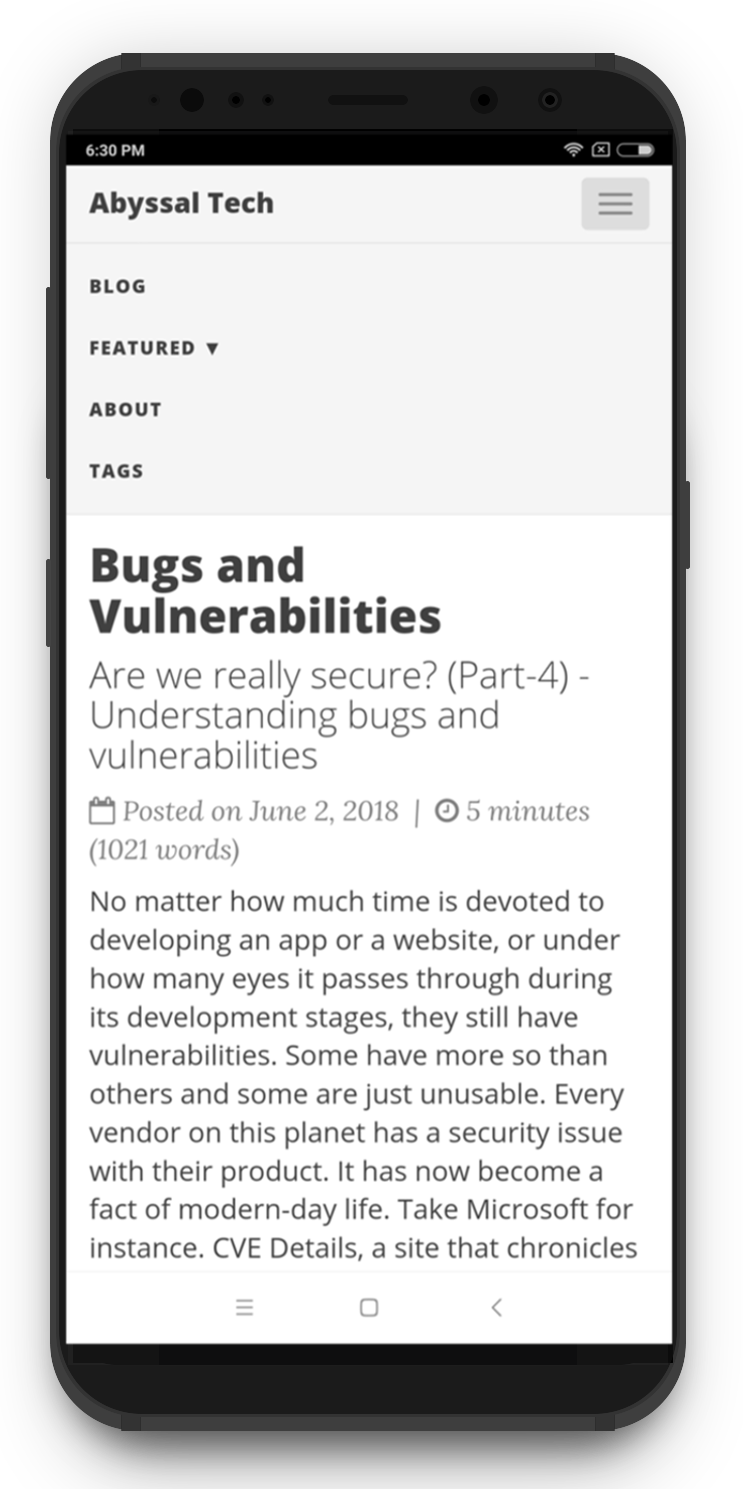 6:30 PM
Abyssal Tech
BLOG
FEATURED ▼
ABOUT
TAGS
Bugs and
Vulnerabilities
Are we really secure? (Part-4) -
Understanding bugs and
vulnerabilities
Posted on June 2, 2018 | 5 minutes
(1021 words)
No matter how much time is devoted to
developing an app or a website, or under
how many eyes it passes through during
its development stages, they still have
vulnerabilities. Some have more so than
others and some are just unusable. Every
vendor on this planet has a security issue
with their product. It has now become a
fact of modern-day life. Take Microsoft for
instance. CVE Details, a site that chronicles